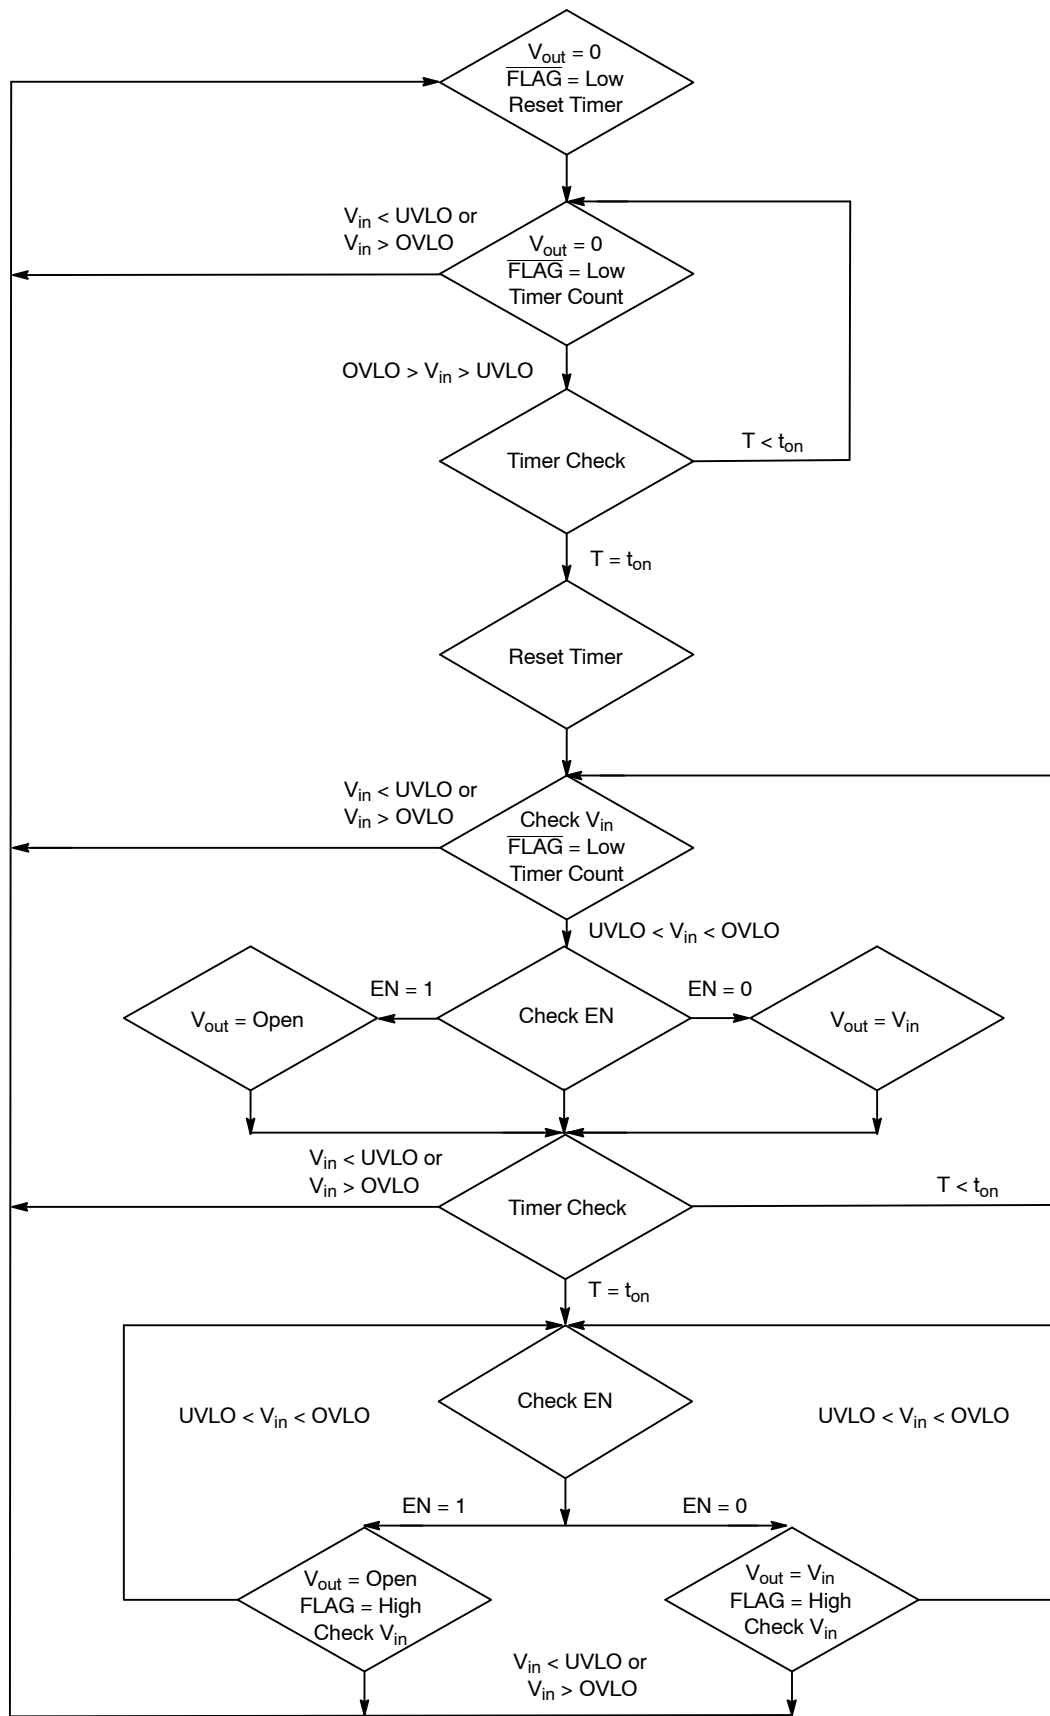 Vout = 0
FLAG = Low
Reset Timer
Vin < UVLO or
Vin > OVLO
Vout = 0
FLAG = Low
Timer Count
OVLO > Vin > UVLO
Timer Check
T < ton
T = ton
Reset Timer
Vin < UVLO or
Vin > OVLO
Check Vin
FLAG = Low
Timer Count
UVLO < Vin < OVLO
EN = 1
EN = 0
Vout = Open
Check EN
Vout = Vin
Vin < UVLO or
Vin > OVLO
Timer Check
T < ton
T = ton
Check EN
UVLO < Vin < OVLO
UVLO < Vin < OVLO
EN = 1
EN = 0
Vout = Open
FLAG = High
Check Vin
Vout = Vin
FLAG = High
Check Vin
Vin < UVLO or
Vin > OVLO